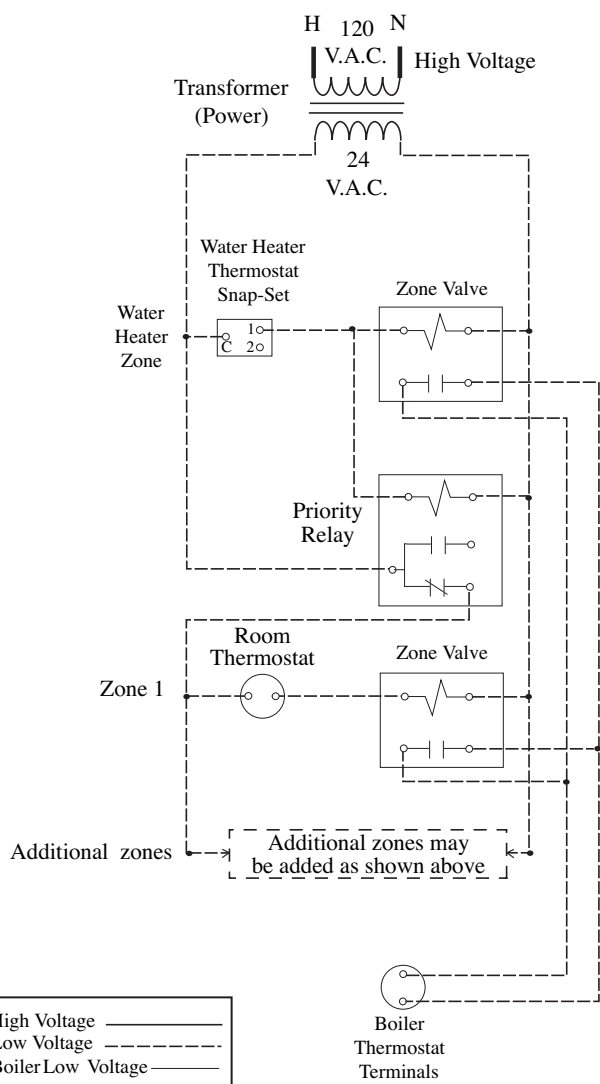 H 120 N
V.A.C.
High Voltage
Transformer
(Power)
24
V.A.C.
Water Heater
Thermostat
Snap-Set
Zone Valve
Water
Heater
Zone
1
C 2
Priority
Relay
Room
Thermostat
Zone Valve
Zone 1
Additional zones
Additional zones may
be added as shown above
High Voltage
Low Voltage
Boiler Low Voltage
Boiler
Thermostat
Terminals